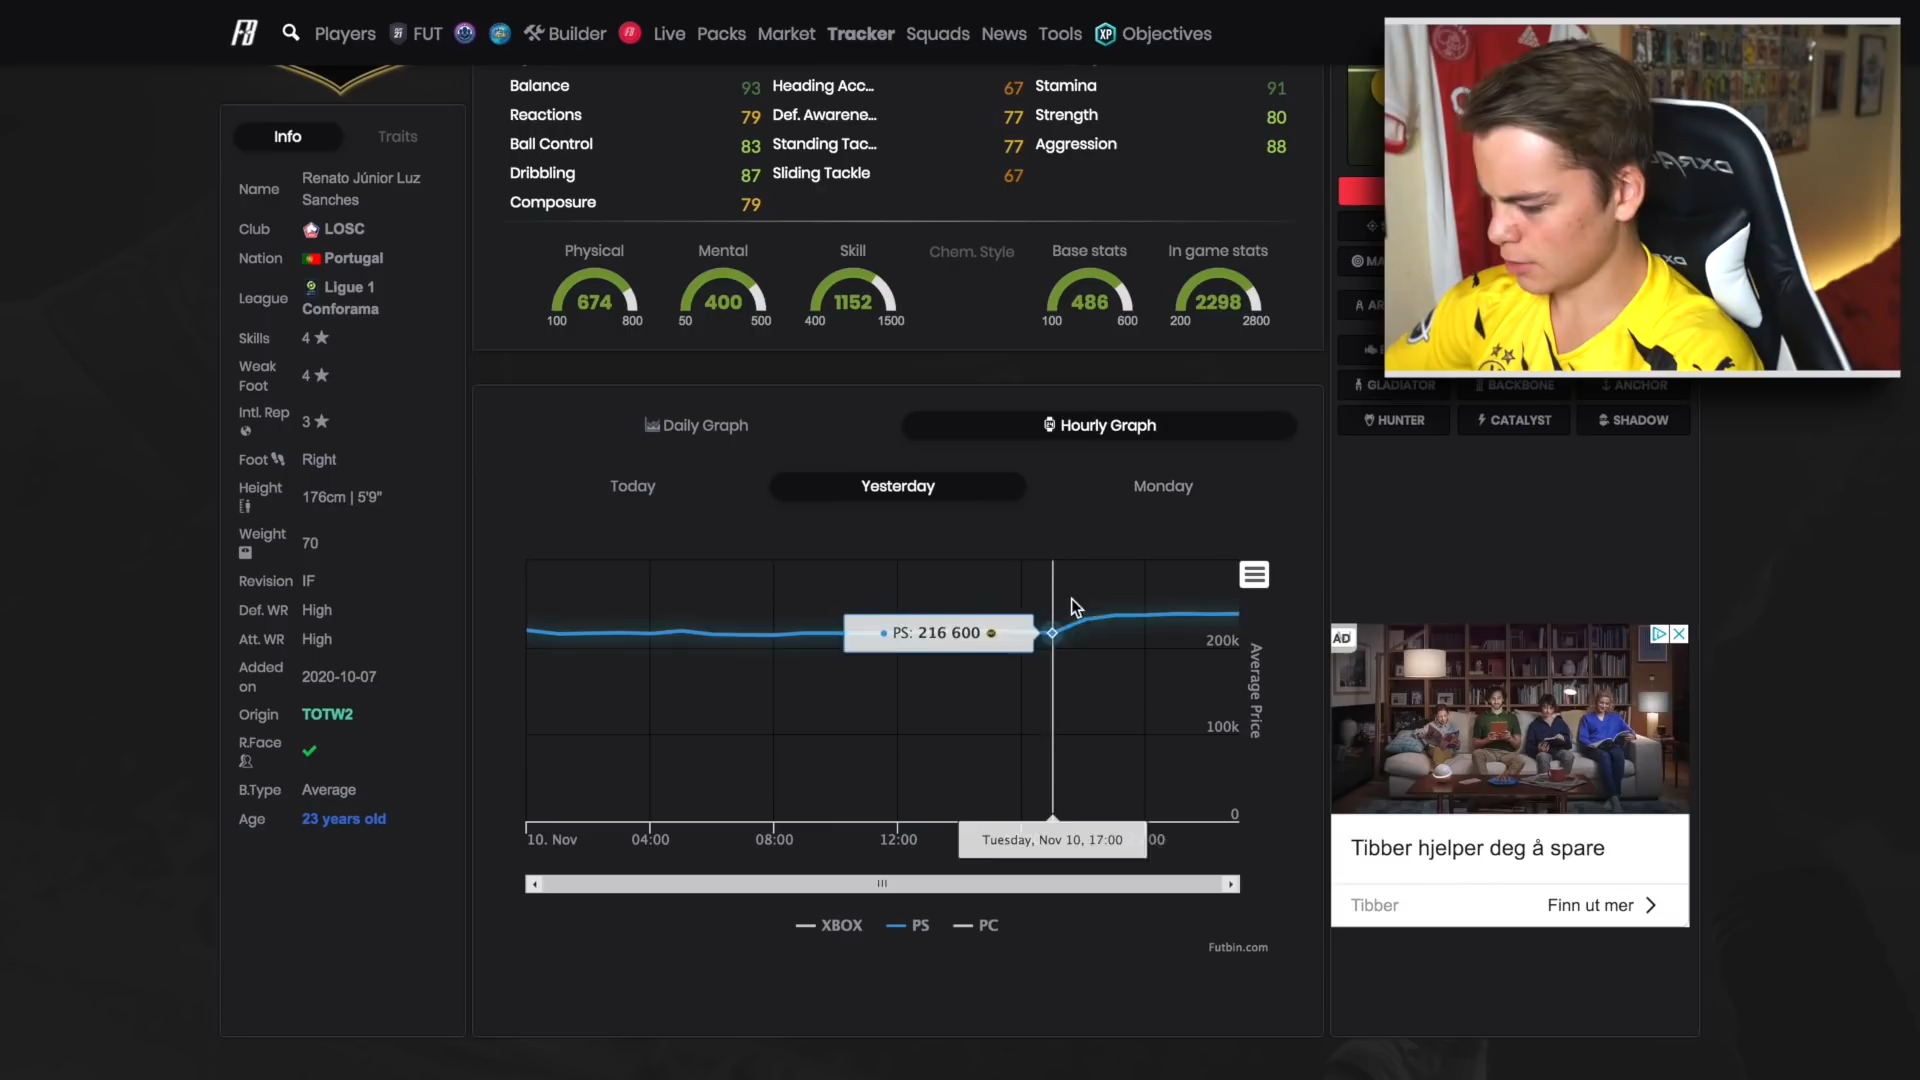 Players 21 FUT Builder Live Packs Market Tracker Squads News Tools XP Objectives
Balance 93 Heading Acc... 67 Stamina 91
Reactions 79 Def. Awarene... 77 Strength 80
Ball Control 83 Standing Tac... 77 Aggression 88
Dribbling 87 Sliding Tackle 67
Composure 79
Info Traits
Name Renato Júnior Luz Sanches
Club LOSC
Nation Portugal
League Ligue 1 Conforama
Skills 4
Weak Foot 4
Intl. Rep 3
Foot Right
Height 176cm | 5'9"
Weight 70
Revision IF
Def. WR High
Att. WR High
Added on 2020-10-07
Origin TOTW2
R.Face
B.Type Average
Age 23 years old
Physical Mental Skill Chem. Style Base stats In game stats
674 400 1152 486 2298
100 800 50 500 400 1500 100 600 200 2800
Daily Graph Hourly Graph
Today Yesterday Monday
PS: 216 600
200k
100k
0
Average Price
10. Nov 04:00 08:00 12:00 Tuesday, Nov 10, 17:00 :00
XBOX PS PC
Futbin.com
GLADIATOR BACKBONE ANCHOR
HUNTER CATALYST SHADOW
AD
Tibber hjelper deg å spare
Tibber Finn ut mer